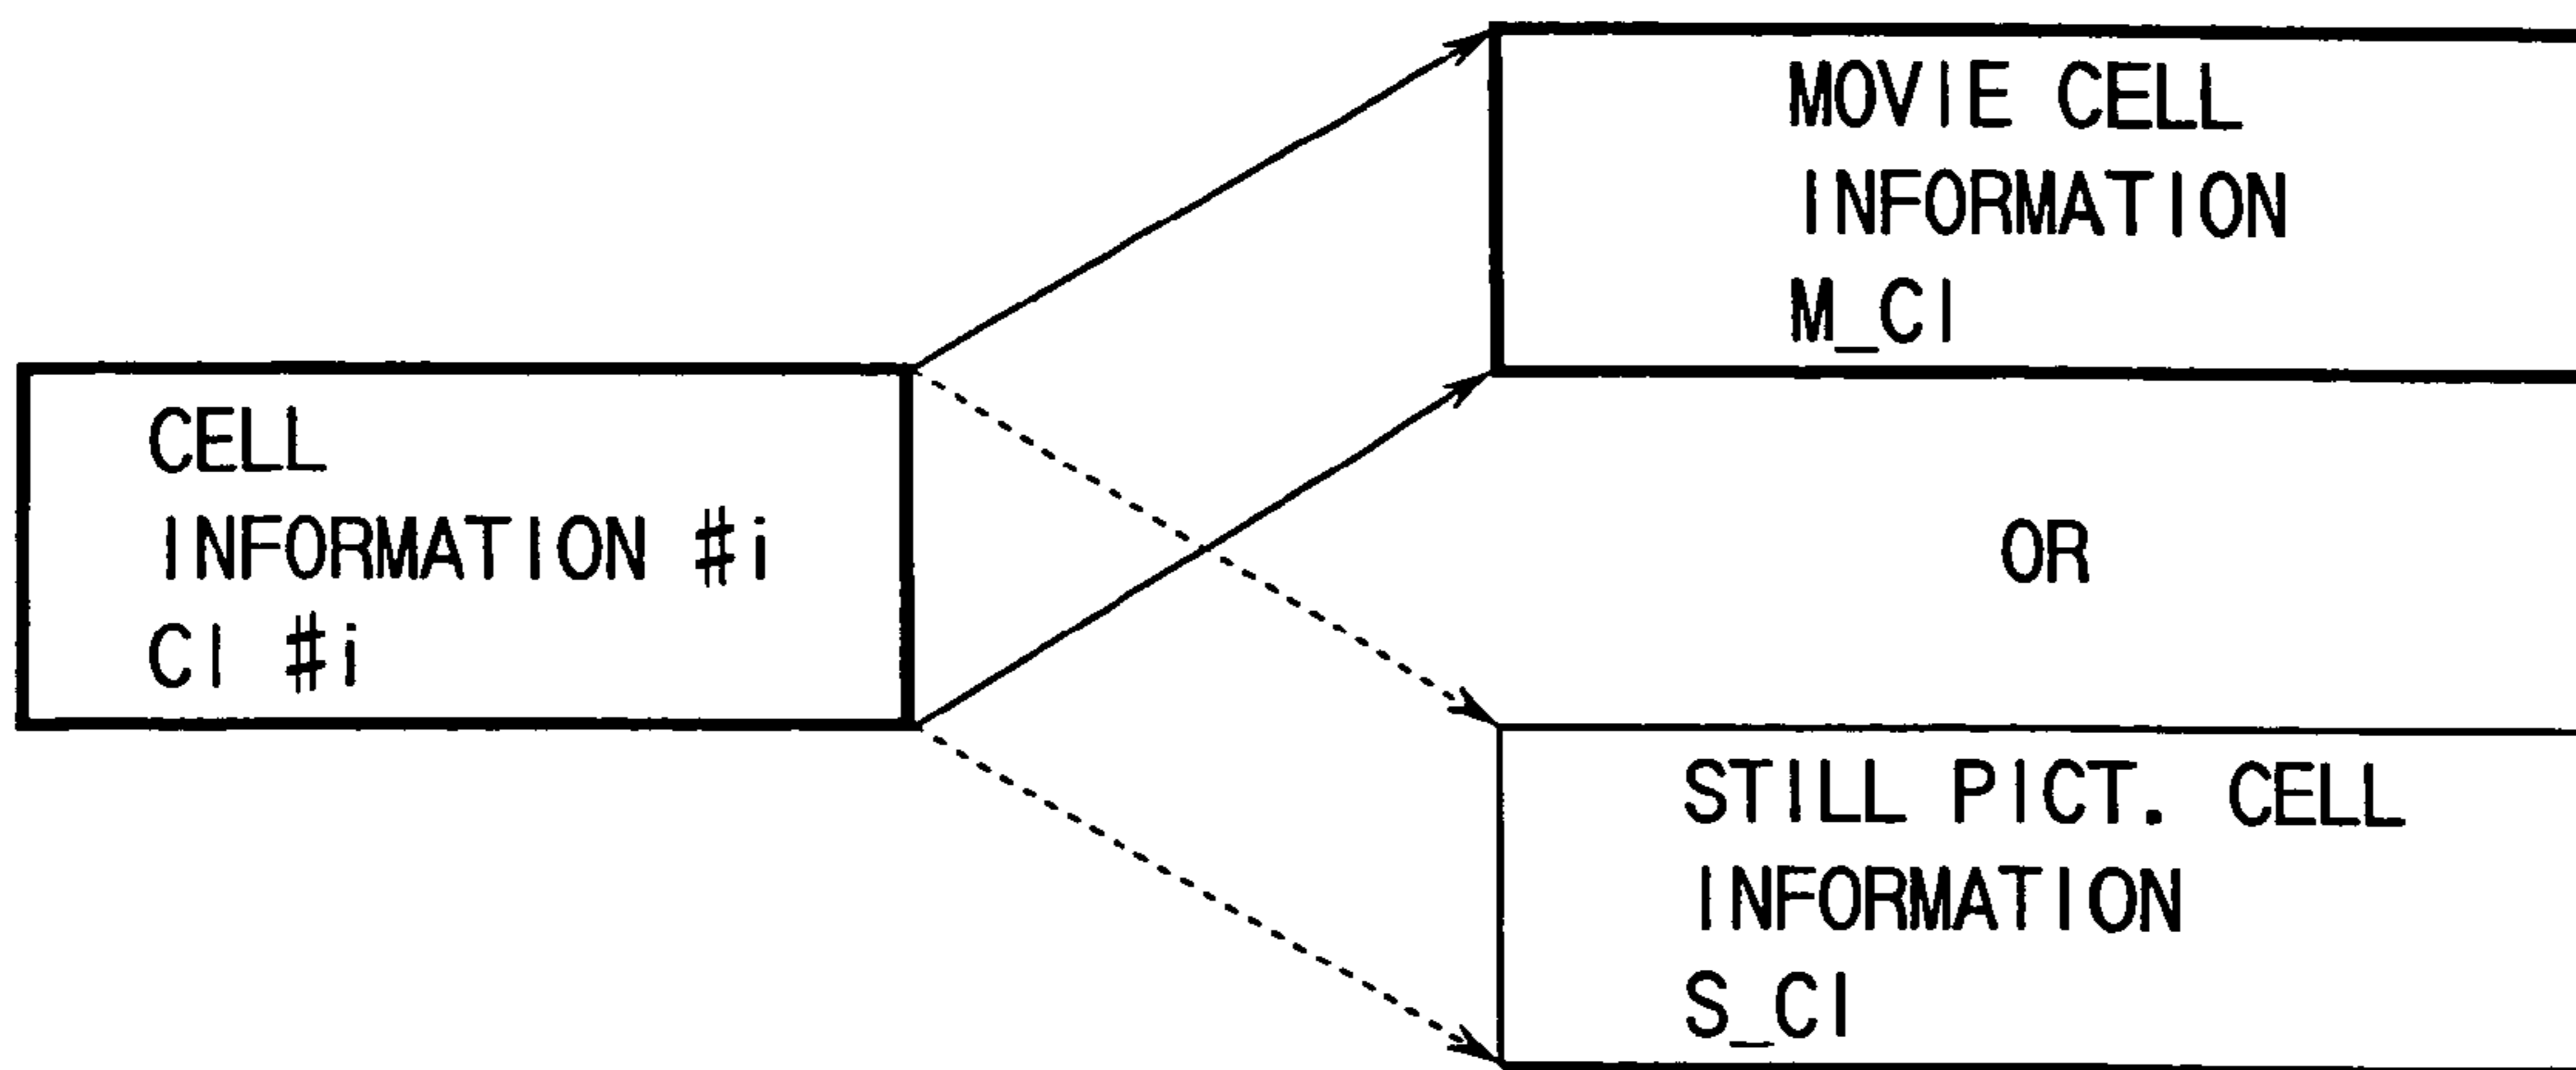 CELL
INFORMATION #i
CI #i
MOVIE CELL
INFORMATION
M_CI
OR
STILL PICT. CELL
INFORMATION
S_CI